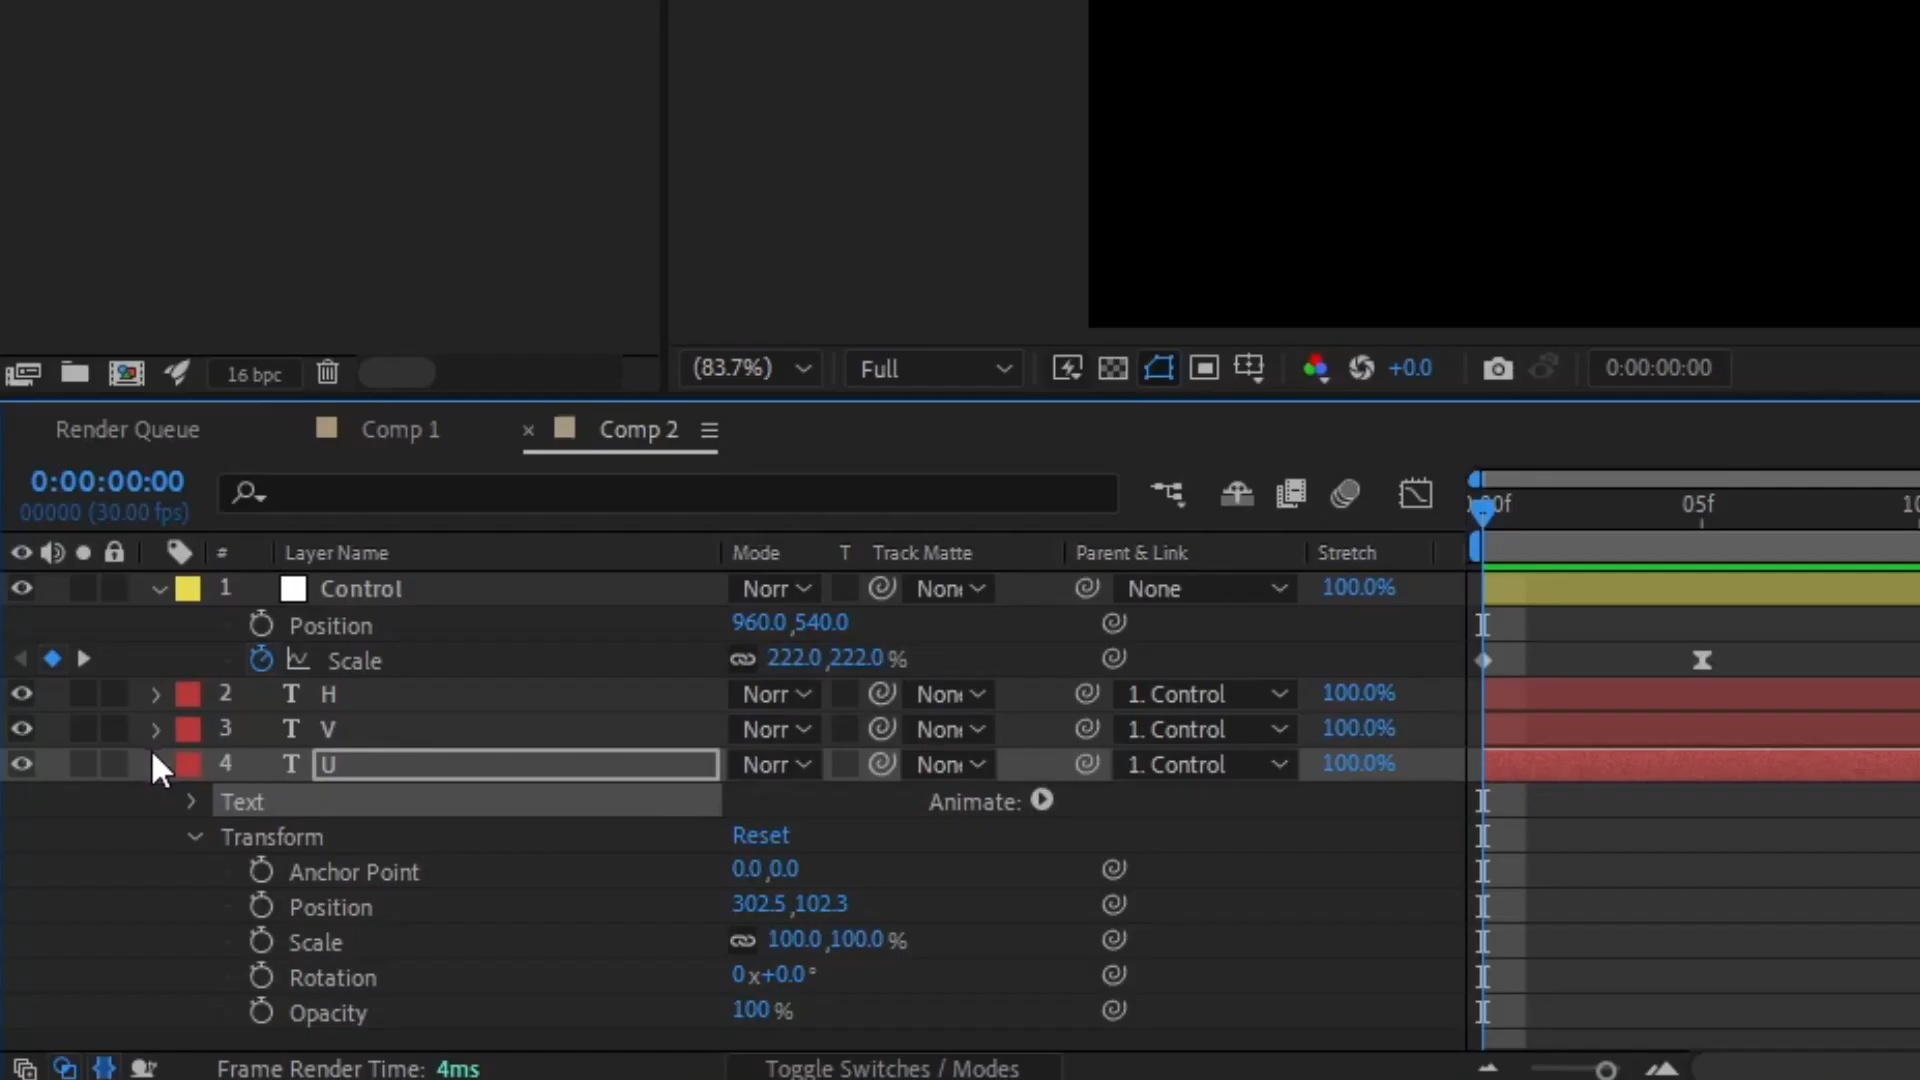 16 bpc
(83.7%) Full +0.0 0:00:00:00
Render Queue Comp 1 × Comp 2
0:00:00:00
00000 (30.00 fps)
05f
# Layer Name Mode T Track Matte Parent & Link Stretch
1 Control Norr None None 100.0%
Position 960.0,540.0
Scale 222.0,222.0%
2 T H Norr None 1. Control 100.0%
3 T V Norr None 1. Control 100.0%
4 T U Norr None 1. Control 100.0%
Text Animate:
Transform Reset
Anchor Point 0.0,0.0
Position 302.5,102.3
Scale 100.0,100.0%
Rotation 0x+0.0°
Opacity 100%
Frame Render Time: 4ms Toggle Switches / Modes